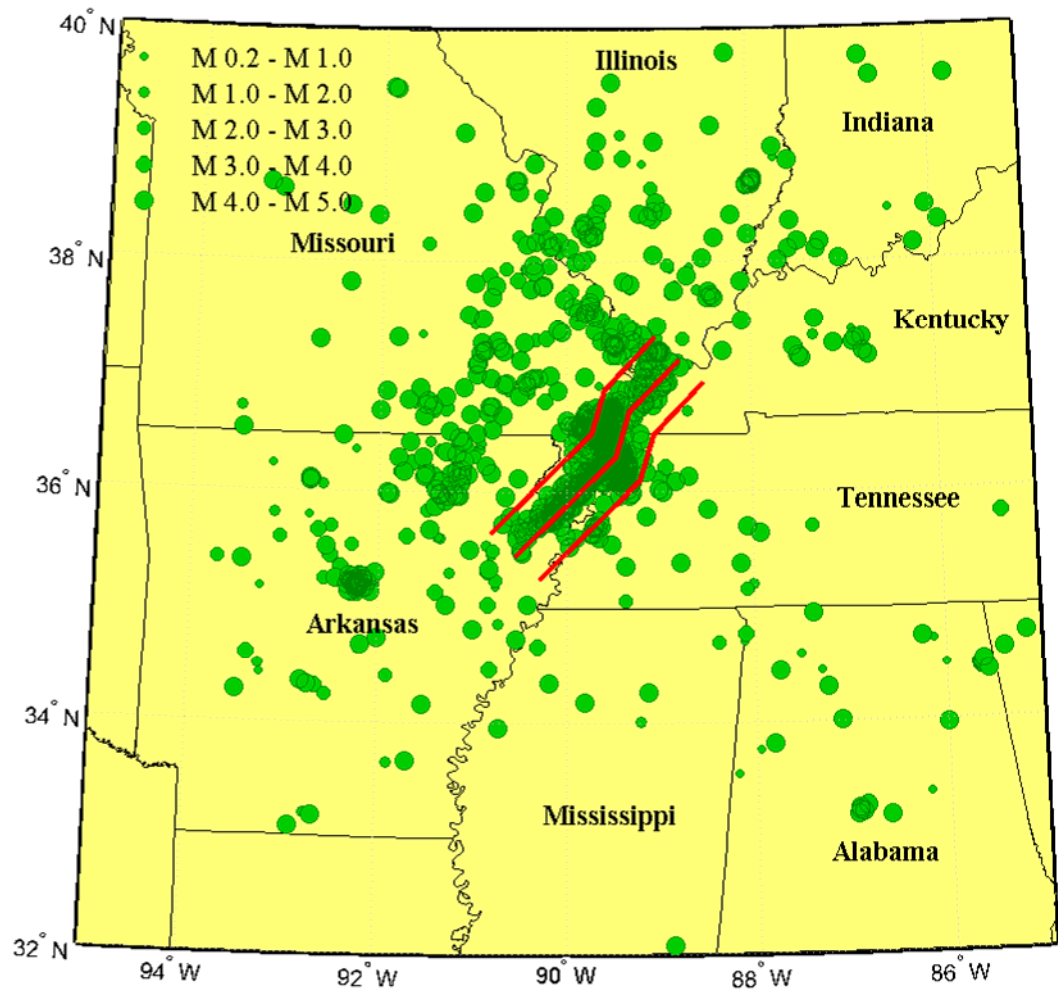 40° N
M 0.2 - M 1.0
M 1.0 - M 2.0
M 2.0 - M 3.0
M 3.0 - M 4.0
M 4.0 - M 5.0
Illinois
Indiana
Missouri
38° N
Kentucky
36° N
Tennessee
Arkansas
34° N
Mississippi
Alabama
32° N
94° W
92° W
90° W
88° W
86° W